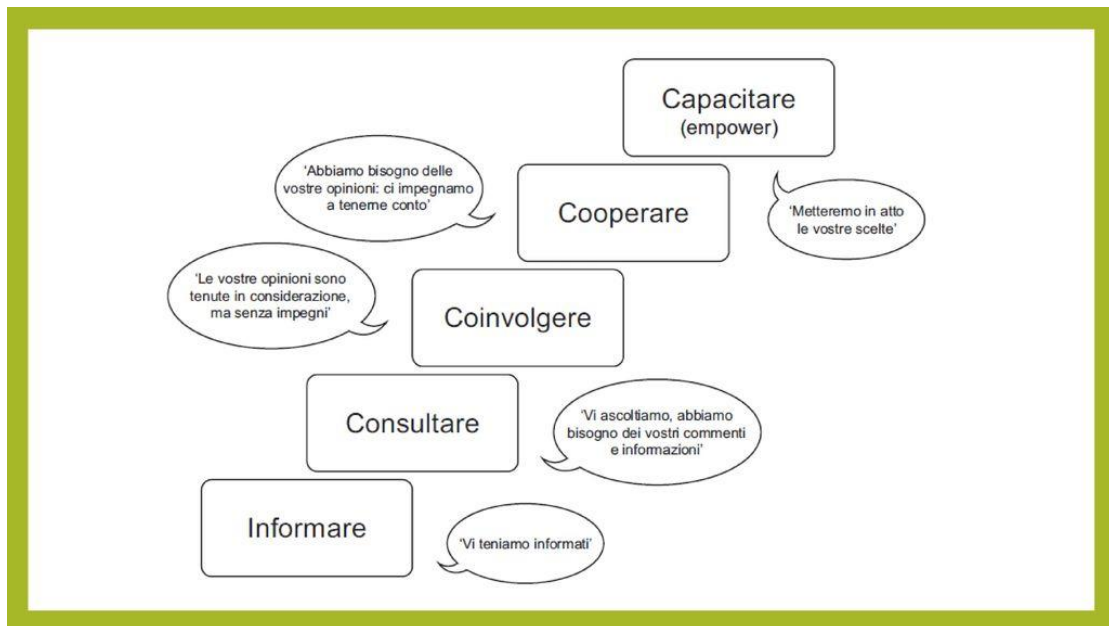 Capacitare
(empower)
‘Abbiamo bisogno delle
vostre opinioni: ci impegnamo
a tenerne conto’
Cooperare
‘Metteremo in atto
le vostre scelte’
‘Le vostre opinioni sono
tenute in considerazione,
ma senza impegni’
Coinvolgere
Consultare
‘Vi ascoltiamo, abbiamo
bisogno dei vostri commenti
e informazioni’
Informare
‘Vi teniamo informati’